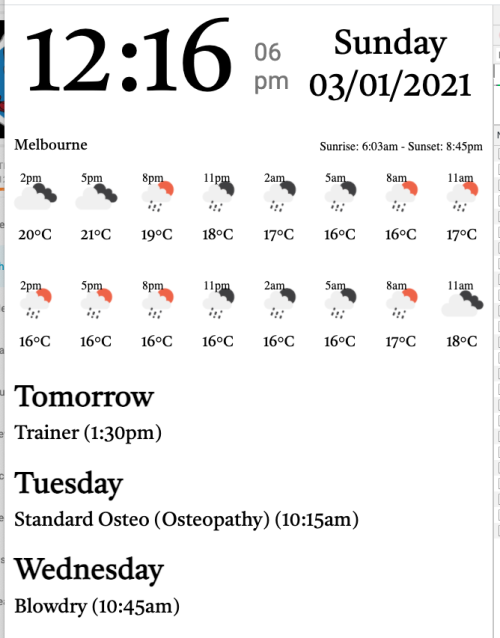 12:16 06 pm
Sunday
03/01/2021
Melbourne
Sunrise: 6:03am - Sunset: 8:45pm
2pm 5pm 8pm 11pm 2am 5am 8am 11am
20°C 21°C 19°C 18°C 17°C 16°C 16°C 17°C
2pm 5pm 8pm 11pm 2am 5am 8am 11am
16°C 16°C 16°C 16°C 16°C 16°C 17°C 18°C
Tomorrow
Trainer (1:30pm)
Tuesday
Standard Osteo (Osteopathy) (10:15am)
Wednesday
Blowdry (10:45am)